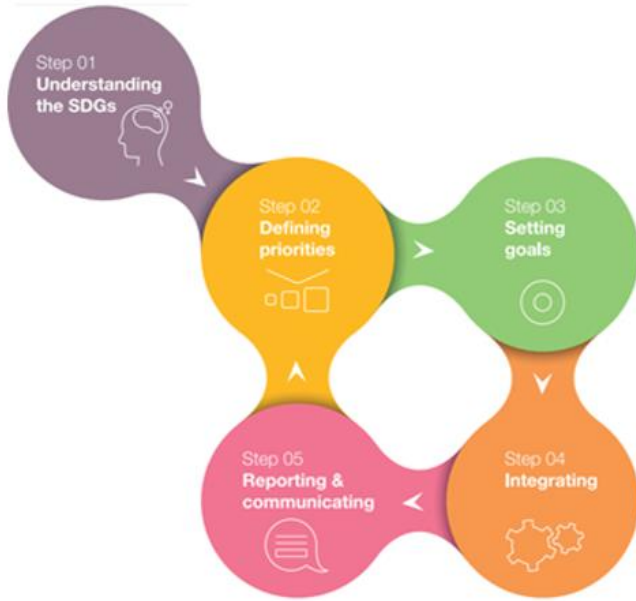 Step 01
Understanding
the SDGs
Step 02
Defining
priorities
Step 03
Setting
goals
Step 04
Integrating
Step 05
Reporting &
communicating